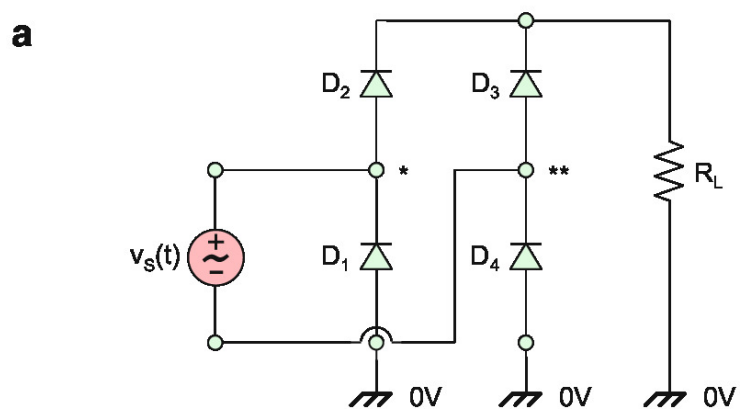 a
D2 D3
* **
RL
vS(t) + ~ − D1 D4
0V 0V 0V